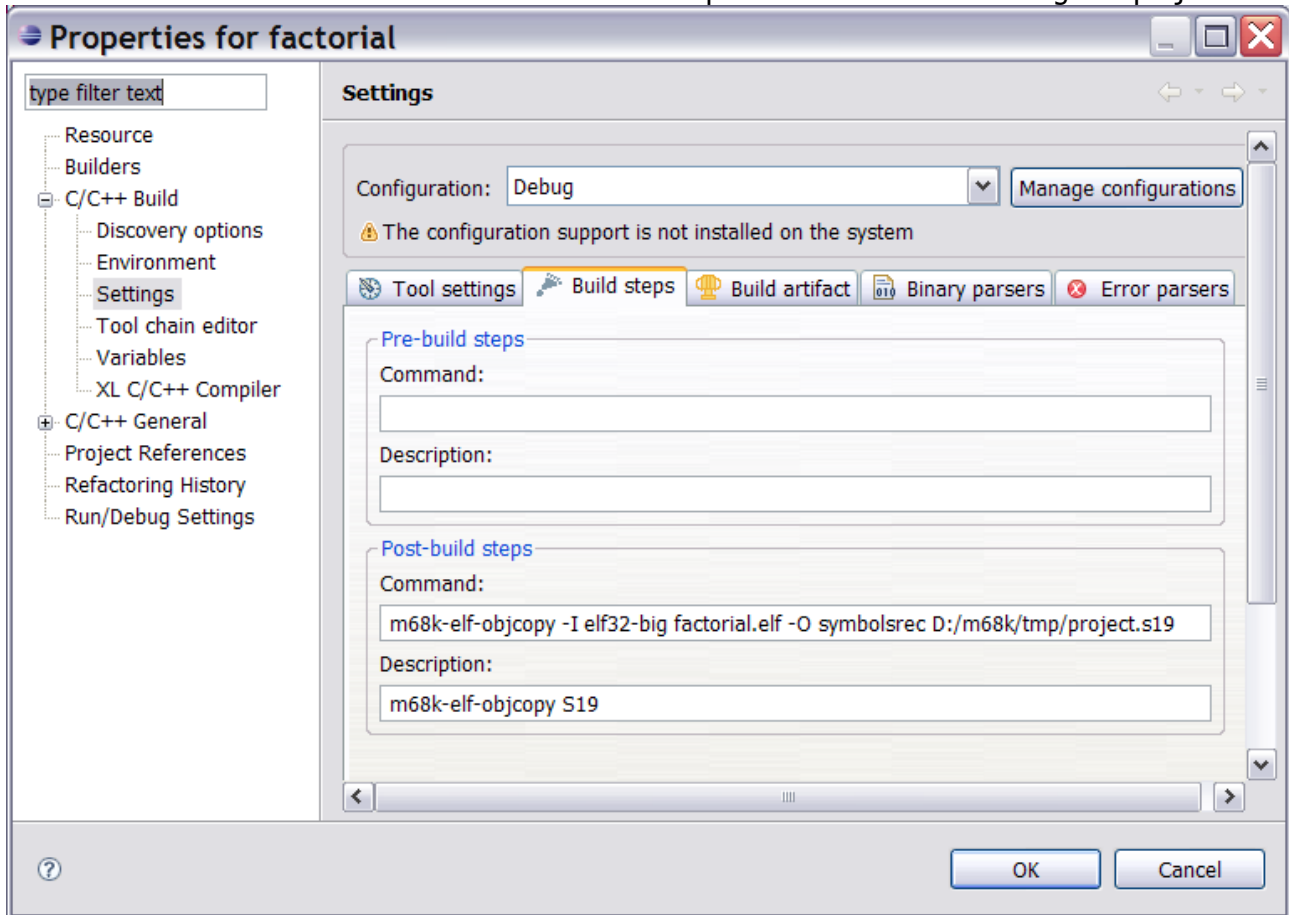 Properties for factorial
type filter text
Settings
Resource
Builders
C/C++ Build
Discovery options
Environment
Settings
Tool chain editor
Variables
XL C/C++ Compiler
C/C++ General
Project References
Refactoring History
Run/Debug Settings
Configuration: Debug Manage configurations
The configuration support is not installed on the system
Tool settings Build steps Build artifact Binary parsers Error parsers
Pre-build steps
Command:
Description:
Post-build steps
Command:
m68k-elf-objcopy -I elf32-big factorial.elf -O symbolsrec D:/m68k/tmp/project.s19
Description:
m68k-elf-objcopy S19
OK Cancel